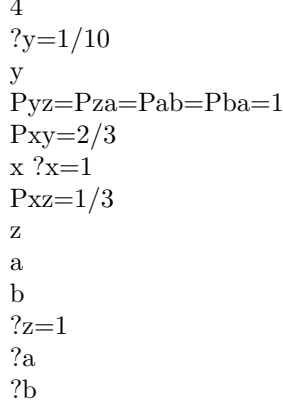 4
?y=1/10
y
Pyz=Pza=Pab=Pba=1
Pxy=2/3
x ?x=1
Pxz=1/3
z
a
b
?z=1
?a
?b